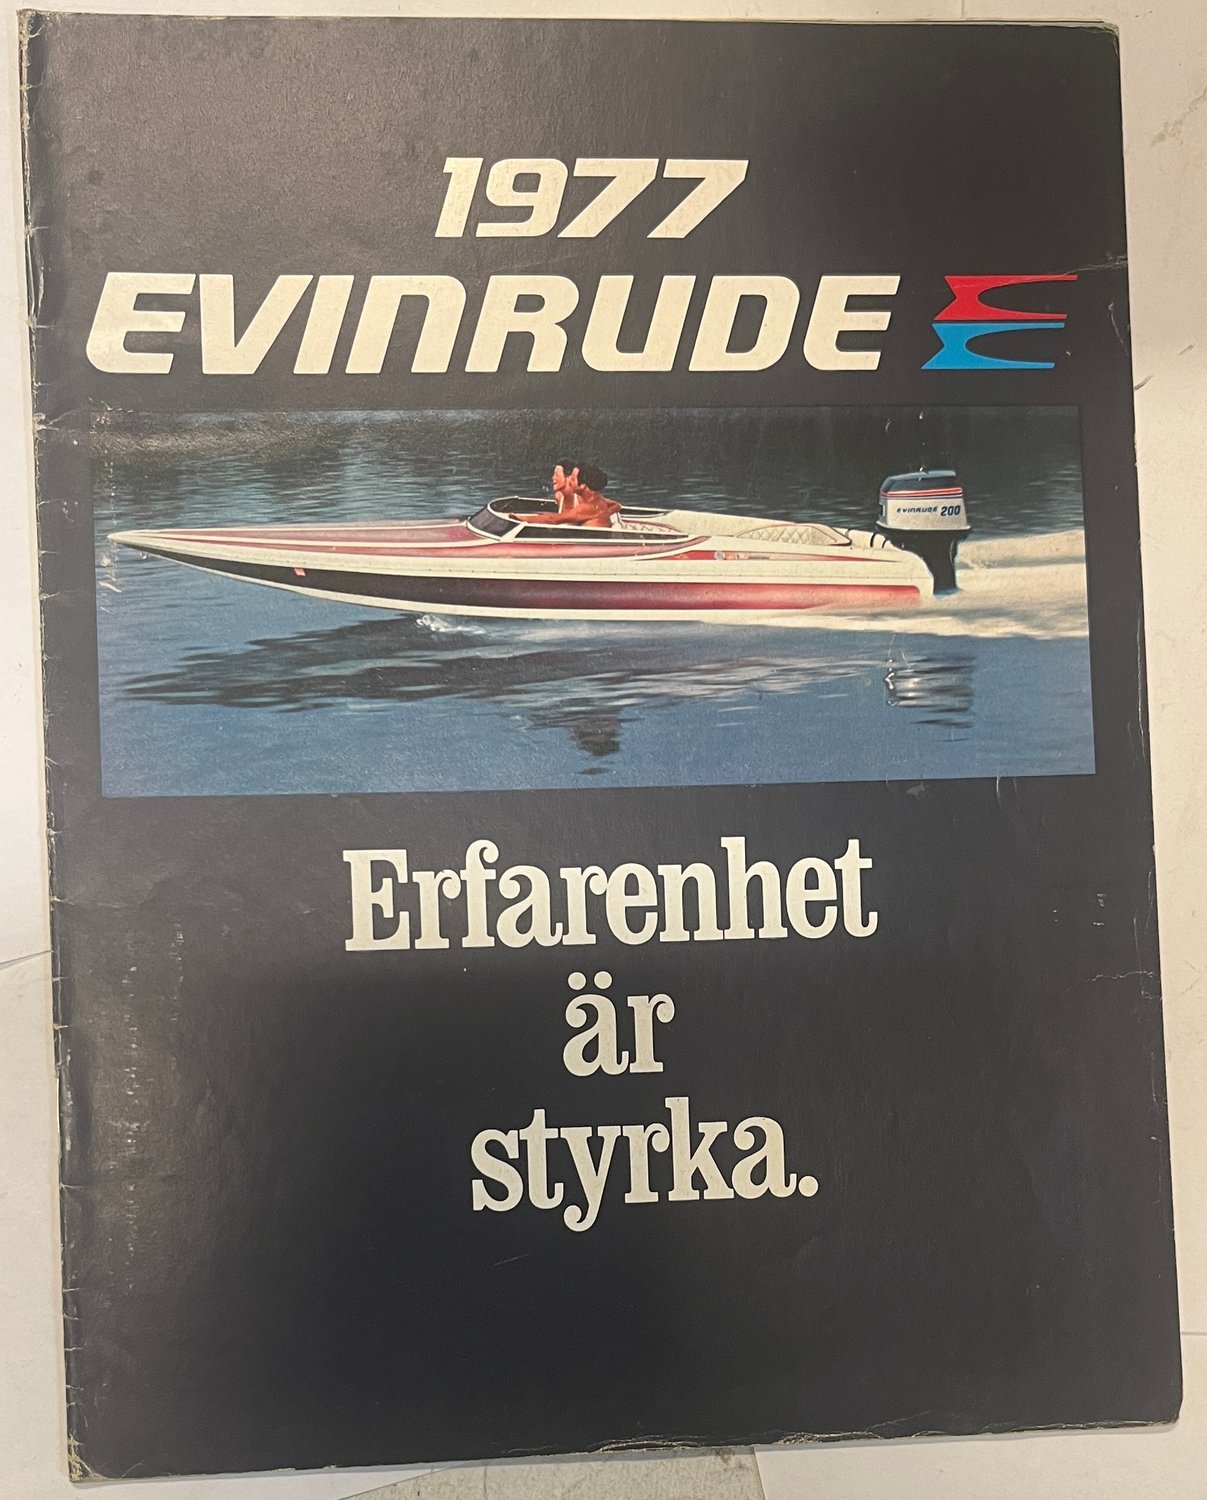 1977
EVINRUDE
EVINRUDE 200
Erfarenhet
är
styrka.